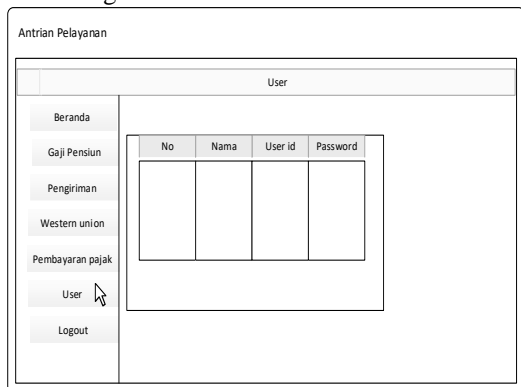 Antrian Pelayanan
User
Beranda
Gaji Pensiun
Pengiriman
Western union
Pembayaran pajak
User
Logout
No Nama User id Password